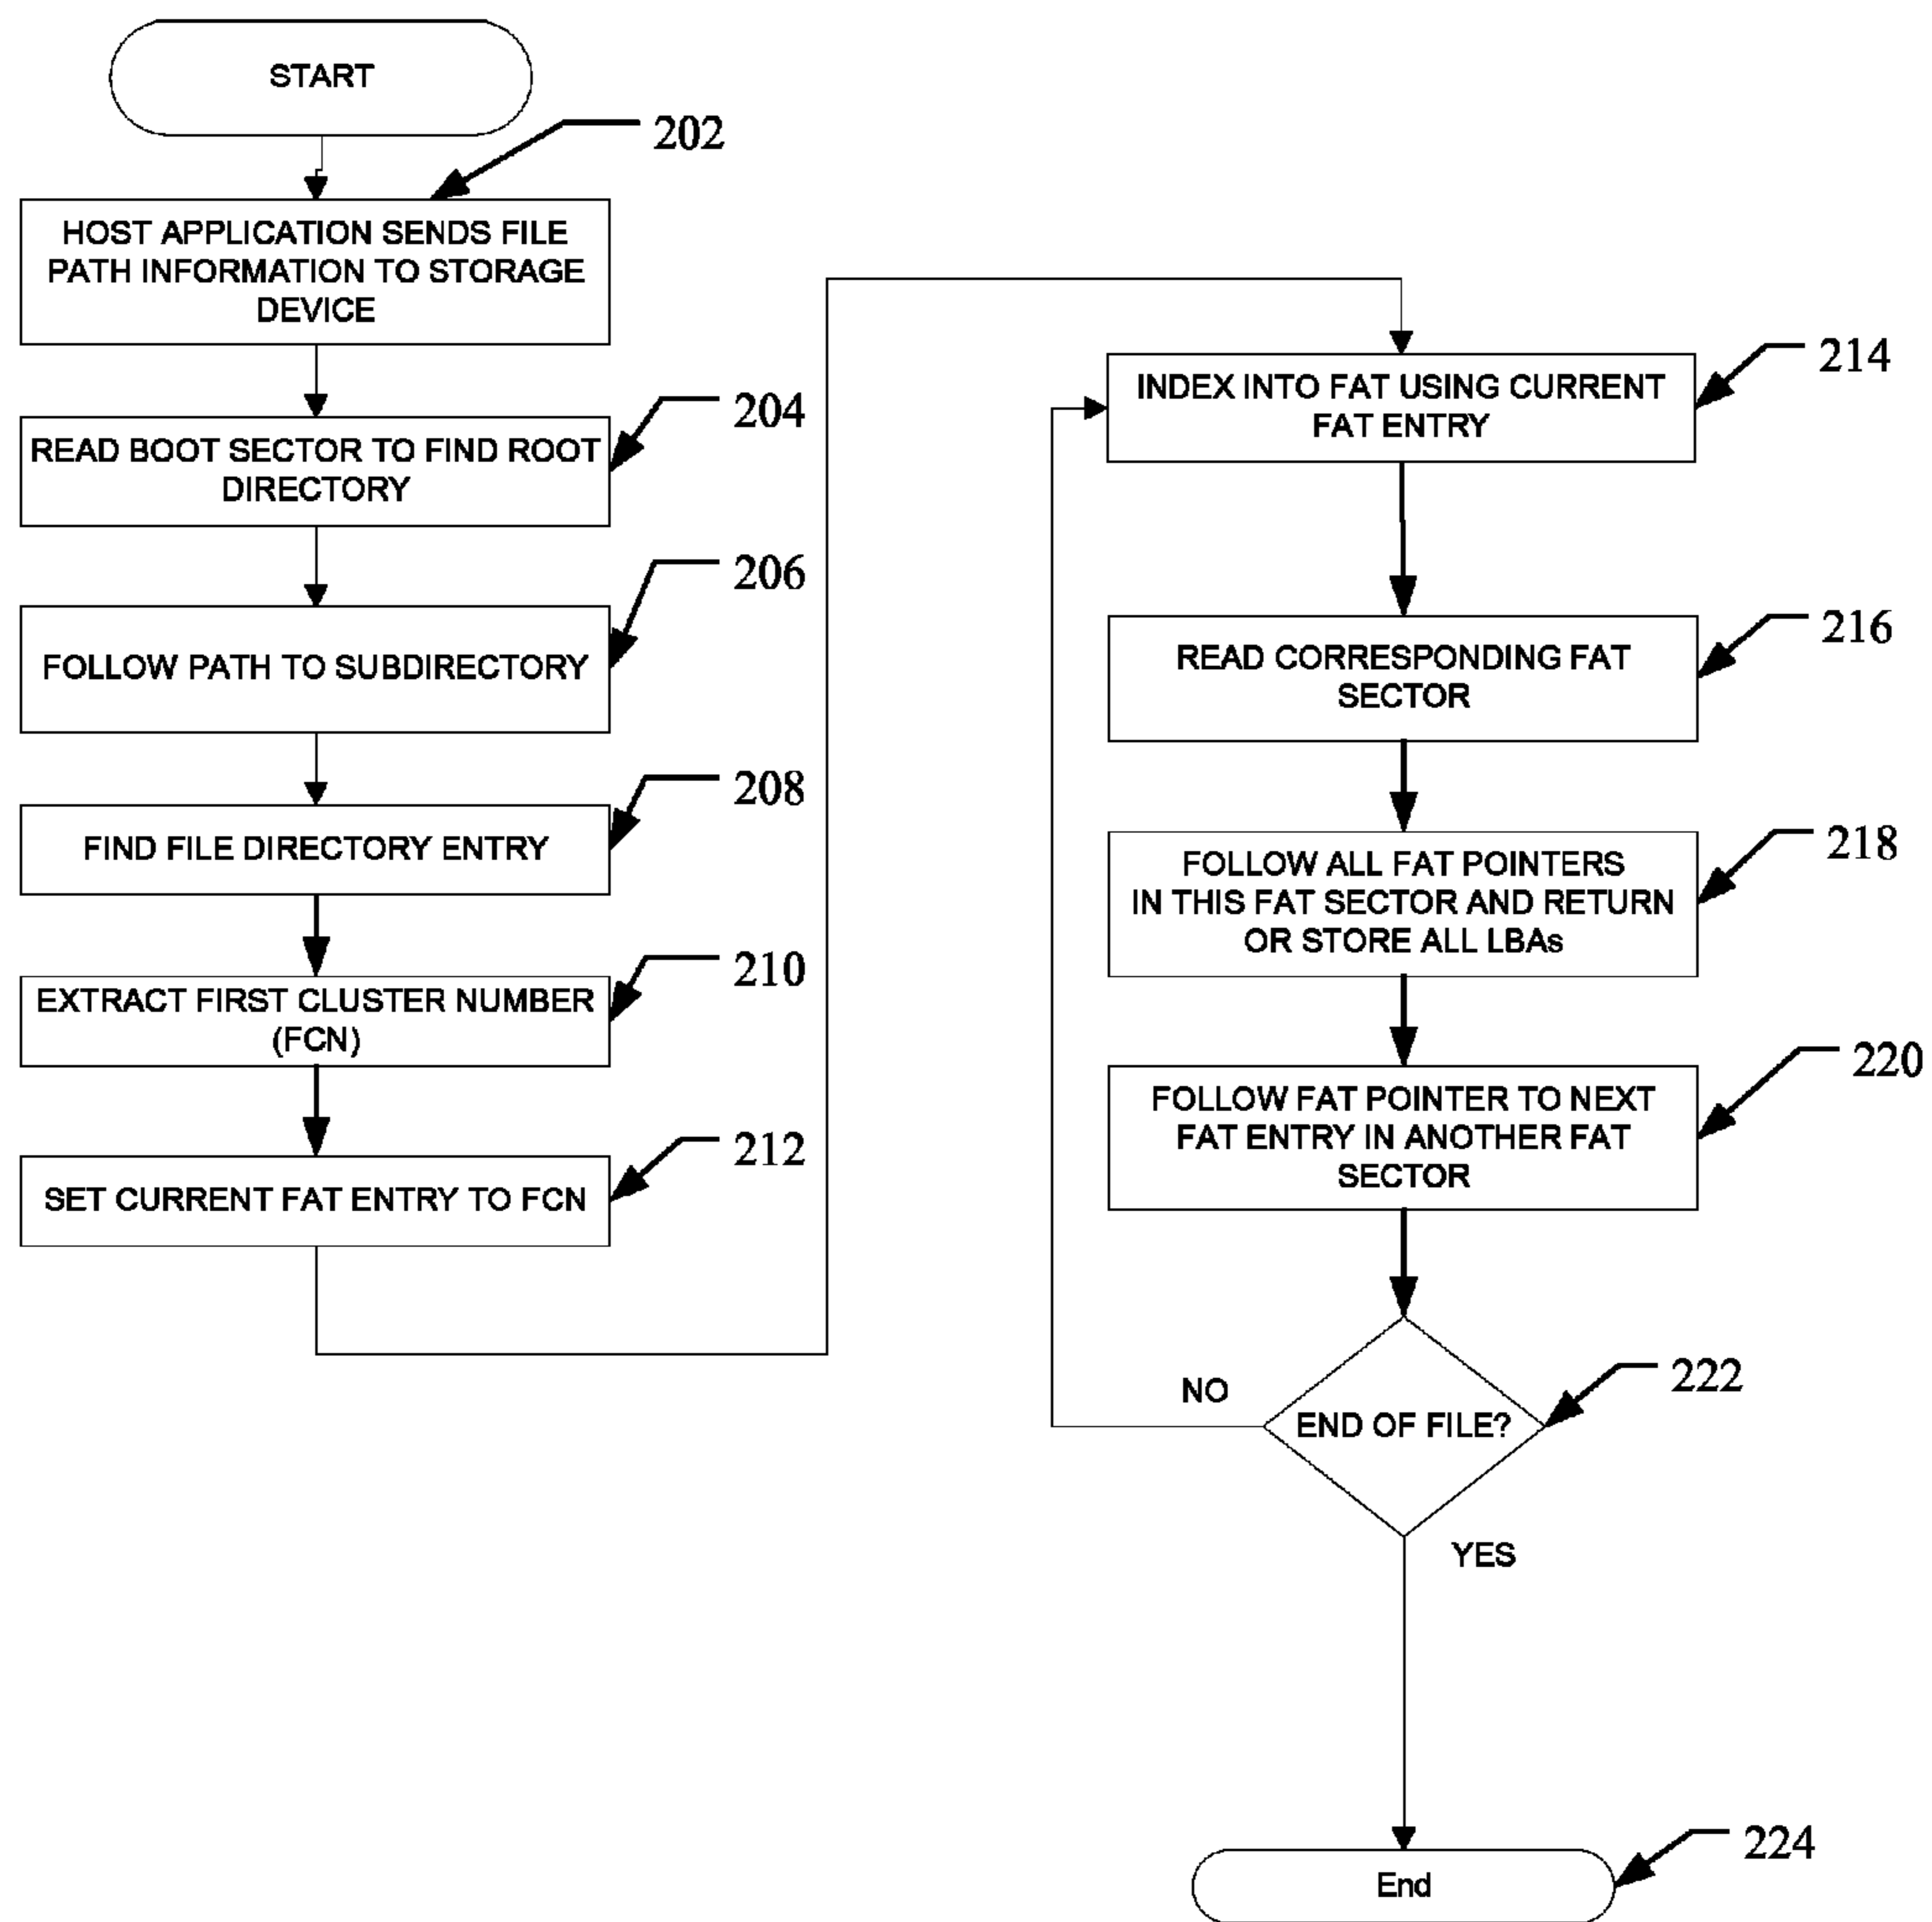 START
202
HOST APPLICATION SENDS FILE
PATH INFORMATION TO STORAGE
DEVICE
204
READ BOOT SECTOR TO FIND ROOT
DIRECTORY
206
FOLLOW PATH TO SUBDIRECTORY
208
FIND FILE DIRECTORY ENTRY
210
EXTRACT FIRST CLUSTER NUMBER
(FCN)
212
SET CURRENT FAT ENTRY TO FCN
214
INDEX INTO FAT USING CURRENT
FAT ENTRY
216
READ CORRESPONDING FAT
SECTOR
218
FOLLOW ALL FAT POINTERS
IN THIS FAT SECTOR AND RETURN
OR STORE ALL LBAs
220
FOLLOW FAT POINTER TO NEXT
FAT ENTRY IN ANOTHER FAT
SECTOR
222
NO
END OF FILE?
YES
224
End